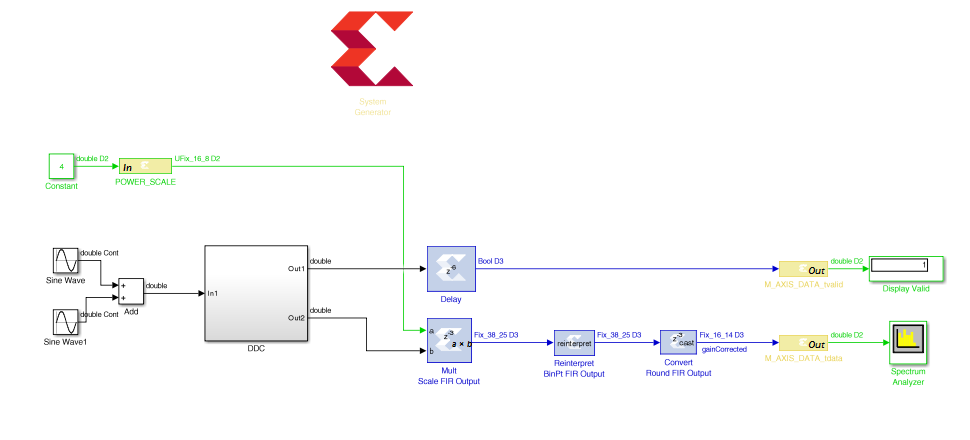 System
Generator
double D2
UFix_16_8 D2
4
In
Constant
POWER_SCALE
double Cont
Sine Wave
double
double
Out1
z-6
Bool D3
Out
double D2
1
Delay
M_AXIS_DATA_tvalid
Display Valid
+
+
Add
In1
double Cont
Sine Wave1
double
Out2
DDC
a
b
z-3
a × b
Fix_38_25 D3
reinterpret
Fix_38_25 D3
z-3
cast
Fix_16_14 D3
gainCorrected
Out
double D2
Mult
Scale FIR Output
Reinterpret
BinPt FIR Output
Convert
Round FIR Output
M_AXIS_DATA_tdata
Spectrum
Analyzer